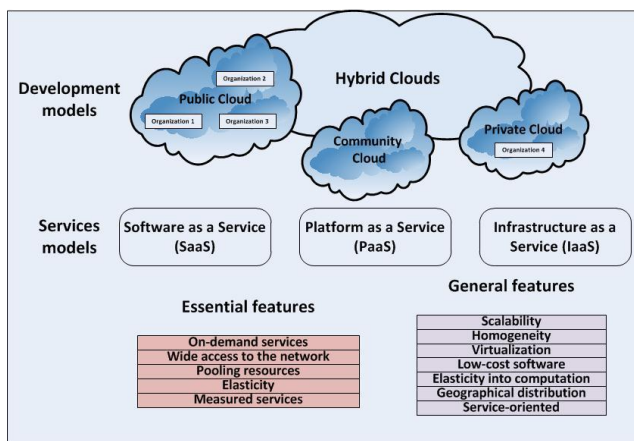 Development
models
Hybrid Clouds
Organization 2
Public Cloud
Organization 1
Organization 3
Community
Cloud
Private Cloud
Organization 4
Services
models
Software as a Service
(SaaS)
Platform as a Service
(PaaS)
Infrastructure as a
Service (IaaS)
Essential features
On-demand services
Wide access to the network
Pooling resources
Elasticity
Measured services
General features
Scalability
Homogeneity
Virtualization
Low-cost software
Elasticity into computation
Geographical distribution
Service-oriented